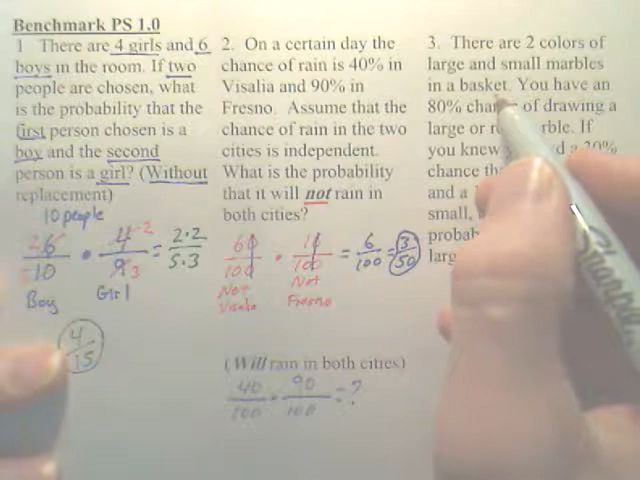 Benchmark PS 1.0
1 There are 4 girls and 6
boys in the room. If two
people are chosen, what
is the probability that the
first person chosen is a
boy and the second
person is a girl? (Without
replacement)
10 people
2 6/10 · 4/9 2 3 = 2·2/5·3
Boy Girl
4/15
2. On a certain day the
chance of rain is 40% in
Visalia and 90% in
Fresno. Assume that the
chance of rain in the two
cities is independent.
What is the probability
that it will not rain in
both cities?
60/100 · 10/100 = 6/100 = 3/50
Not Not
Visalia Fresno
(Will rain in both cities)
40/100 · 90/100 = ?
3. There are 2 colors of
large and small marbles
in a basket. You have an
80% of drawing a
large or If
you knew
chance
and a
small,
Sharpie